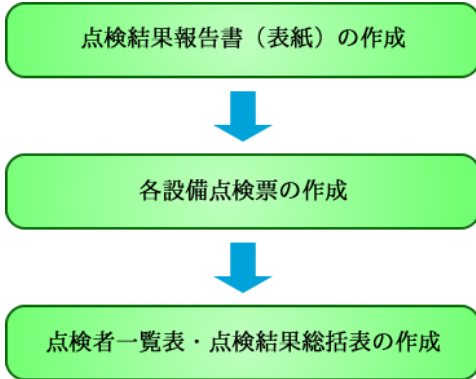 点検結果報告書（表紙）の作成
各設備点検票の作成
点検者一覧表・点検結果総括表の作成